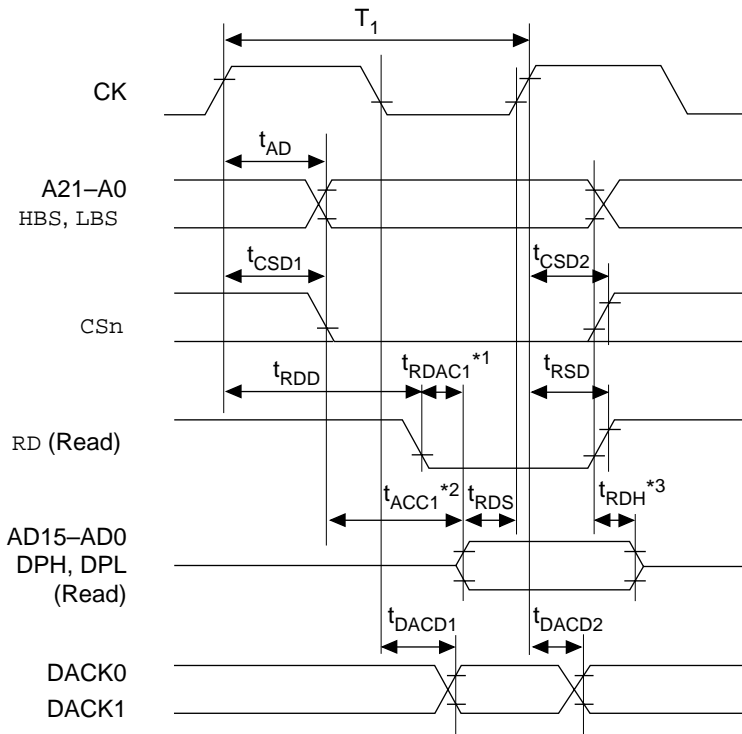 T1
CK
tAD
A21–A0
HBS, LBS
tCSD1
tCSD2
CSn
tRDD
tRDAC1*1
tRSD
RD (Read)
tACC1*2
tRDS
tRDH*3
AD15–AD0
DPH, DPL
(Read)
tDACD1
tDACD2
DACK0
DACK1